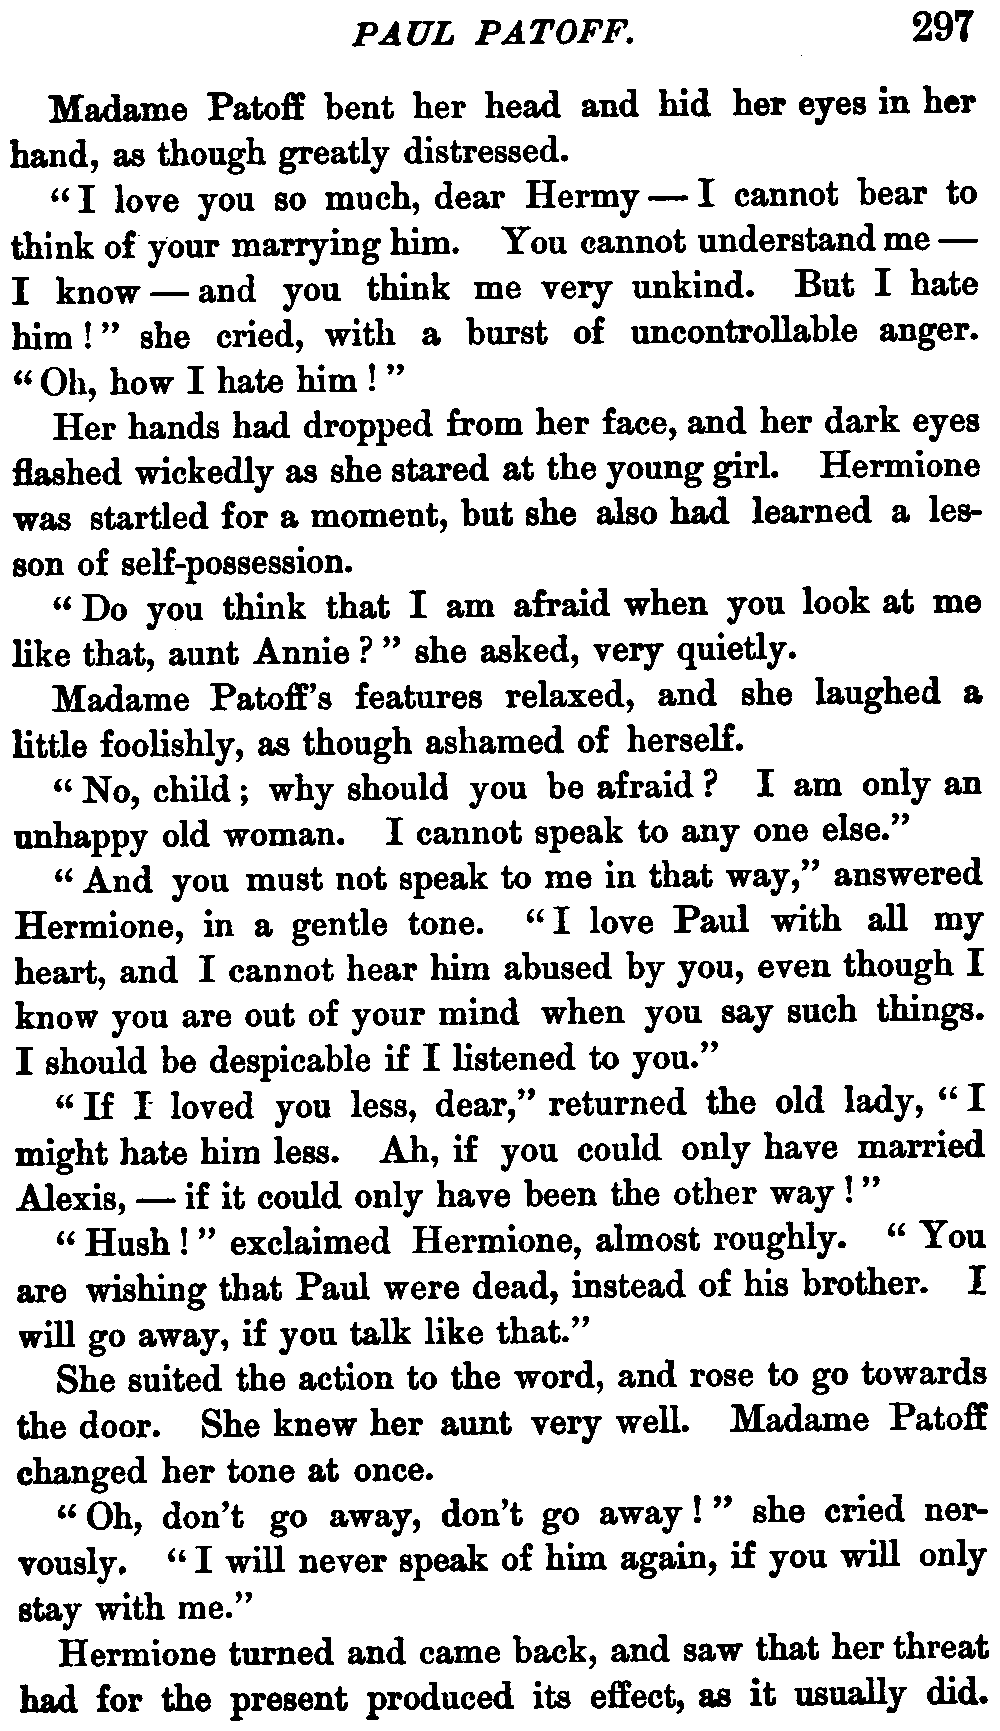 PAUL PATOFF. 297
Madame Patoff bent her head and hid her eyes in her
hand, as though greatly distressed.
“I love you so much, dear Hermy — I cannot bear to
think of your marrying him. You cannot understand me —
I know — and you think me very unkind. But I hate
him!” she cried, with a burst of uncontrollable anger.
“Oh, how I hate him!”
Her hands had dropped from her face, and her dark eyes
flashed wickedly as she stared at the young girl. Hermione
was startled for a moment, but she also had learned a les-
son of self-possession.
“Do you think that I am afraid when you look at me
like that, aunt Annie?” she asked, very quietly.
Madame Patoff’s features relaxed, and she laughed a
little foolishly, as though ashamed of herself.
“No, child; why should you be afraid? I am only an
unhappy old woman. I cannot speak to any one else.”
“And you must not speak to me in that way,” answered
Hermione, in a gentle tone. “I love Paul with all my
heart, and I cannot hear him abused by you, even though I
know you are out of your mind when you say such things.
I should be despicable if I listened to you.”
“If I loved you less, dear,” returned the old lady, “I
might hate him less. Ah, if you could only have married
Alexis, — if it could only have been the other way!”
“Hush!” exclaimed Hermione, almost roughly. “You
are wishing that Paul were dead, instead of his brother. I
will go away, if you talk like that.”
She suited the action to the word, and rose to go towards
the door. She knew her aunt very well. Madame Patoff
changed her tone at once.
“Oh, don’t go away, don’t go away!” she cried ner-
vously. “I will never speak of him again, if you will only
stay with me.”
Hermione turned and came back, and saw that her threat
had for the present produced its effect, as it usually did.